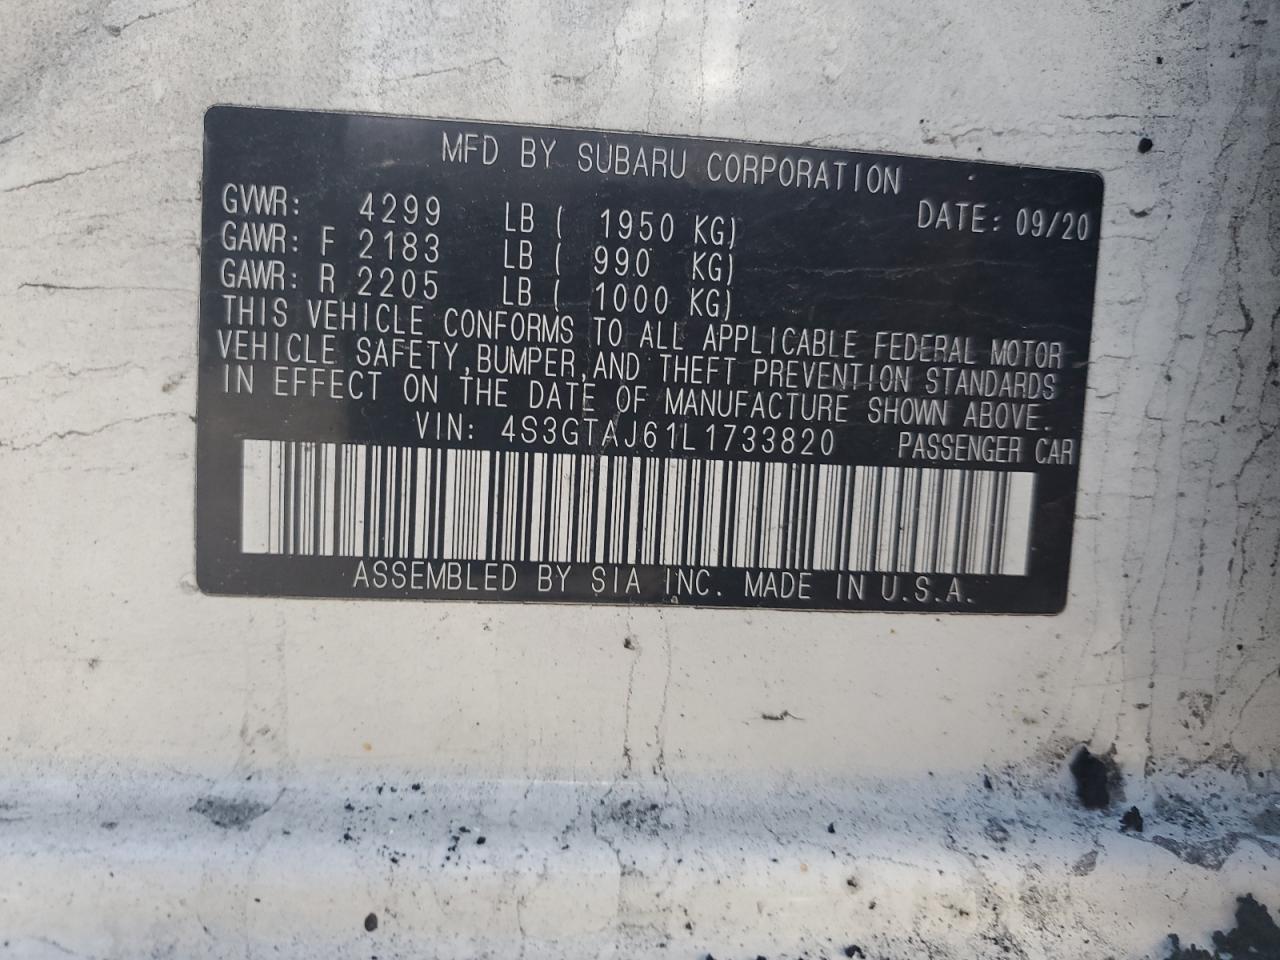 MFD BY SUBARU CORPORATION
GVWR: 4299 LB ( 1950 KG) DATE: 09/20
GAWR: F 2183 LB ( 990 KG)
GAWR: R 2205 LB ( 1000 KG)
THIS VEHICLE CONFORMS TO ALL APPLICABLE FEDERAL MOTOR
VEHICLE SAFETY,BUMPER,AND THEFT PREVENTION STANDARDS
IN EFFECT ON THE DATE OF MANUFACTURE SHOWN ABOVE.
VIN: 4S3GTAJ61L1733820 PASSENGER CAR
ASSEMBLED BY SIA INC. MADE IN U.S.A.